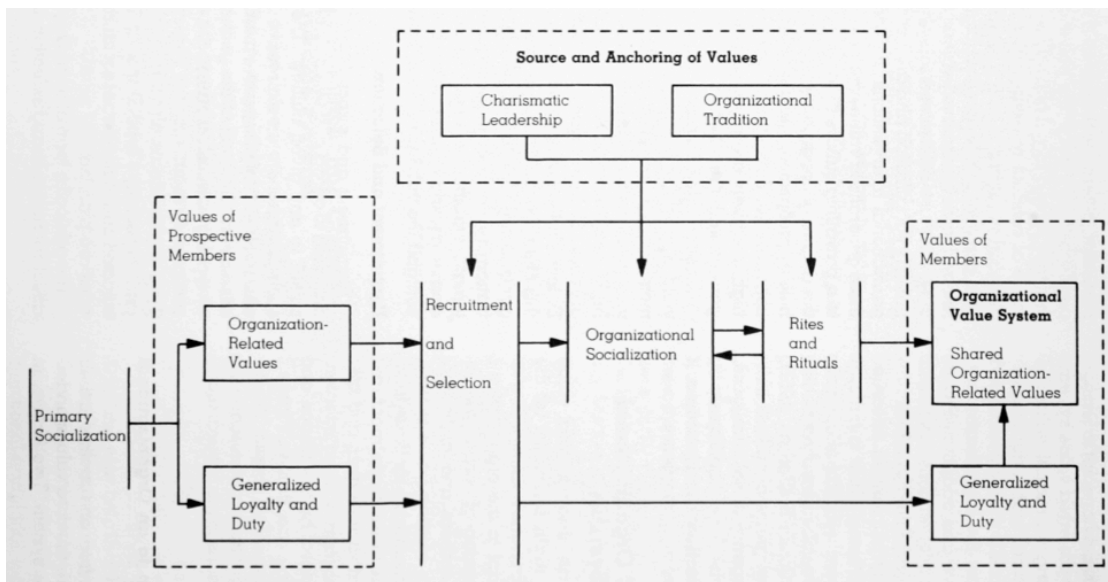 Source and Anchoring of Values
Charismatic
Leadership
Organizational
Tradition
Values of
Prospective
Members
Values of
Members
Primary
Socialization
Organization-
Related
Values
Generalized
Loyalty and
Duty
Recruitment
and
Selection
Organizational
Socialization
Rites
and
Rituals
Organizational
Value System
Shared
Organization-
Related Values
Generalized
Loyalty and
Duty